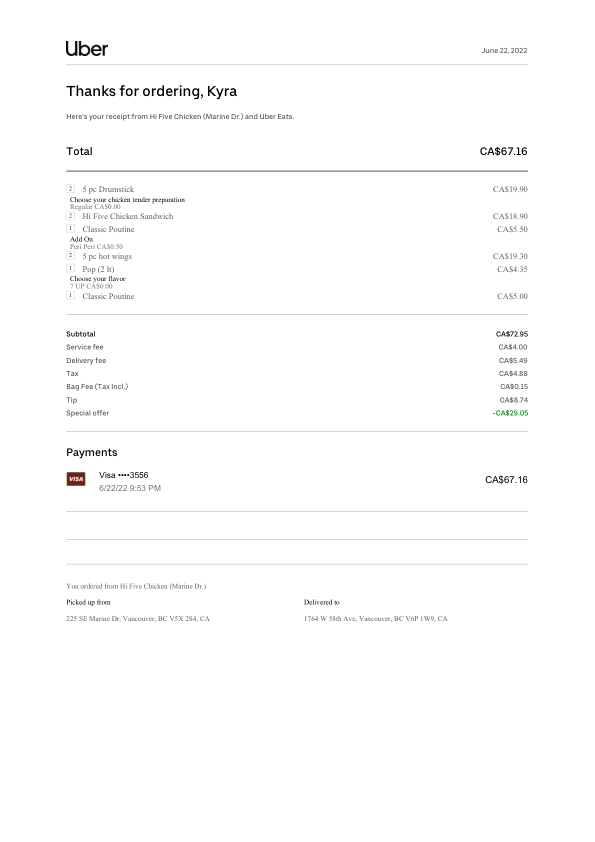 Uber June 22, 2022
Thanks for ordering, Kyra
Here's your receipt from Hi Five Chicken (Marine Dr.) and Uber Eats.
Total CA$67.16
2 5 pc Drumstick CA$19.90
Choose your chicken tender preparation
Regular CA$0.00
2 Hi Five Chicken Sandwich CA$18.90
1 Classic Poutine CA$5.50
Add On
Peri Peri CA$0.50
2 5 pc hot wings CA$19.30
1 Pop (2 lt) CA$4.35
Choose your flavor
7 UP CA$0.00
1 Classic Poutine CA$5.00
Subtotal CA$72.95
Service fee CA$4.00
Delivery fee CA$5.49
Tax CA$4.88
Bag Fee (Tax Incl.) CA$0.15
Tip CA$8.74
Special offer -CA$29.05
Payments
VISA Visa ••••3556 CA$67.16
6/22/22 9:53 PM
You ordered from Hi Five Chicken (Marine Dr.)
Picked up from Delivered to
225 SE Marine Dr, Vancouver, BC V5X 2S4, CA 1764 W 58th Ave, Vancouver, BC V6P 1W9, CA